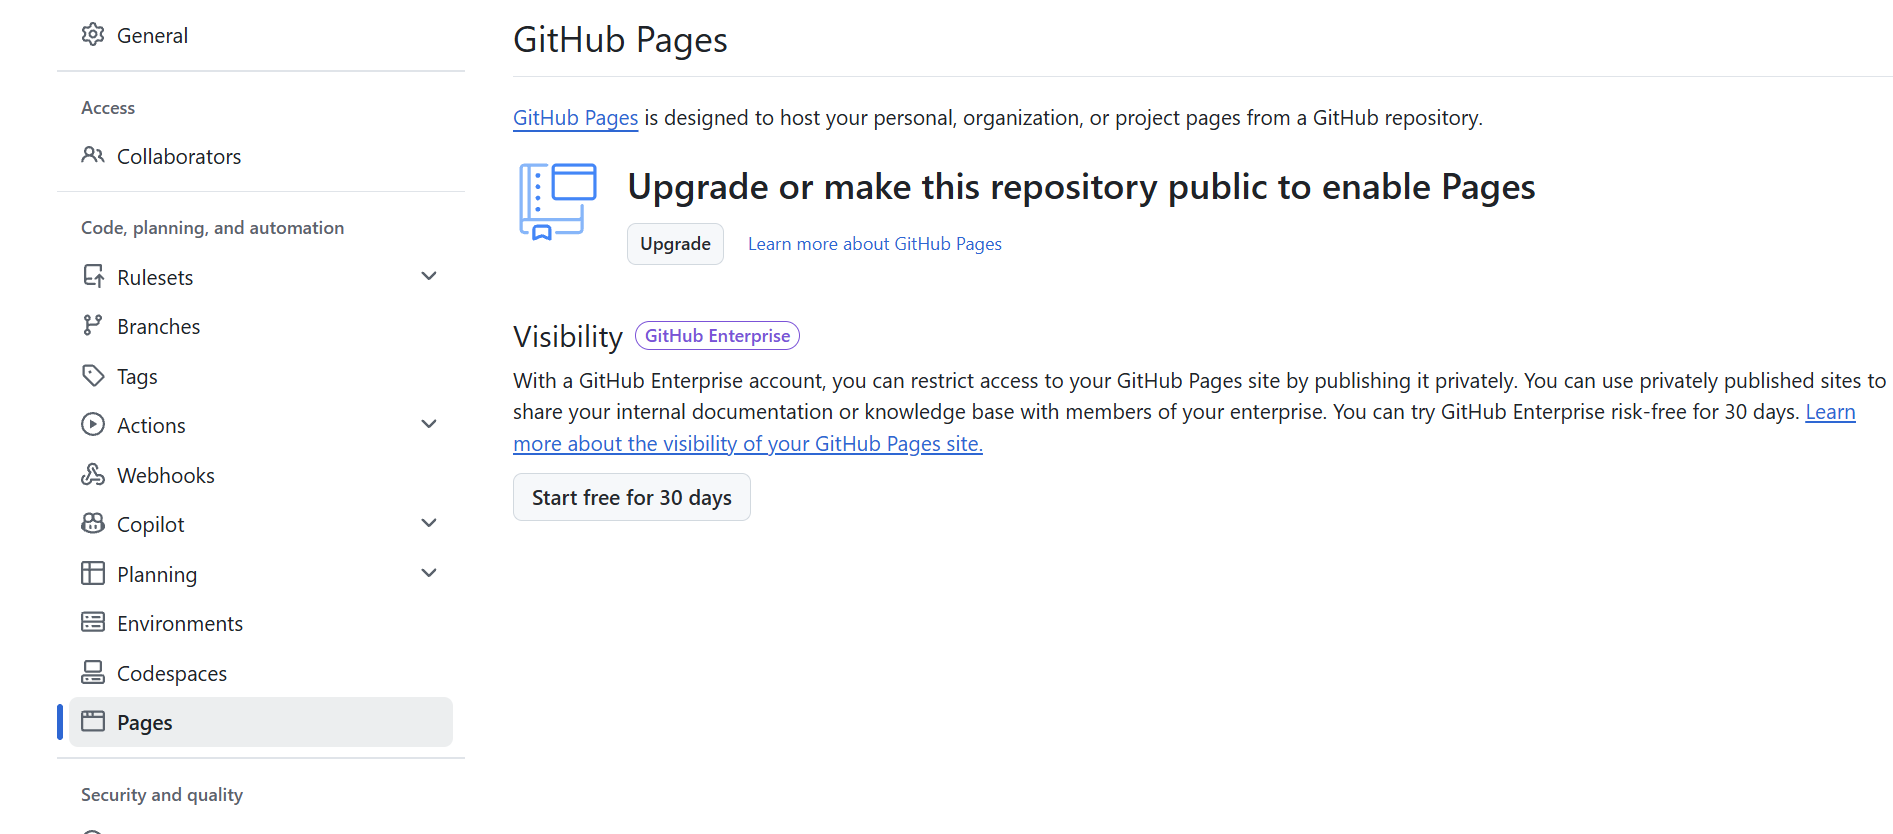 General
Access
Collaborators
Code, planning, and automation
Rulesets
Branches
Tags
Actions
Webhooks
Copilot
Planning
Environments
Codespaces
Pages
Security and quality
GitHub Pages
GitHub Pages is designed to host your personal, organization, or project pages from a GitHub repository.
Upgrade or make this repository public to enable Pages
Upgrade
Learn more about GitHub Pages
Visibility GitHub Enterprise
With a GitHub Enterprise account, you can restrict access to your GitHub Pages site by publishing it privately. You can use privately published sites to
share your internal documentation or knowledge base with members of your enterprise. You can try GitHub Enterprise risk-free for 30 days. Learn
more about the visibility of your GitHub Pages site.
Start free for 30 days